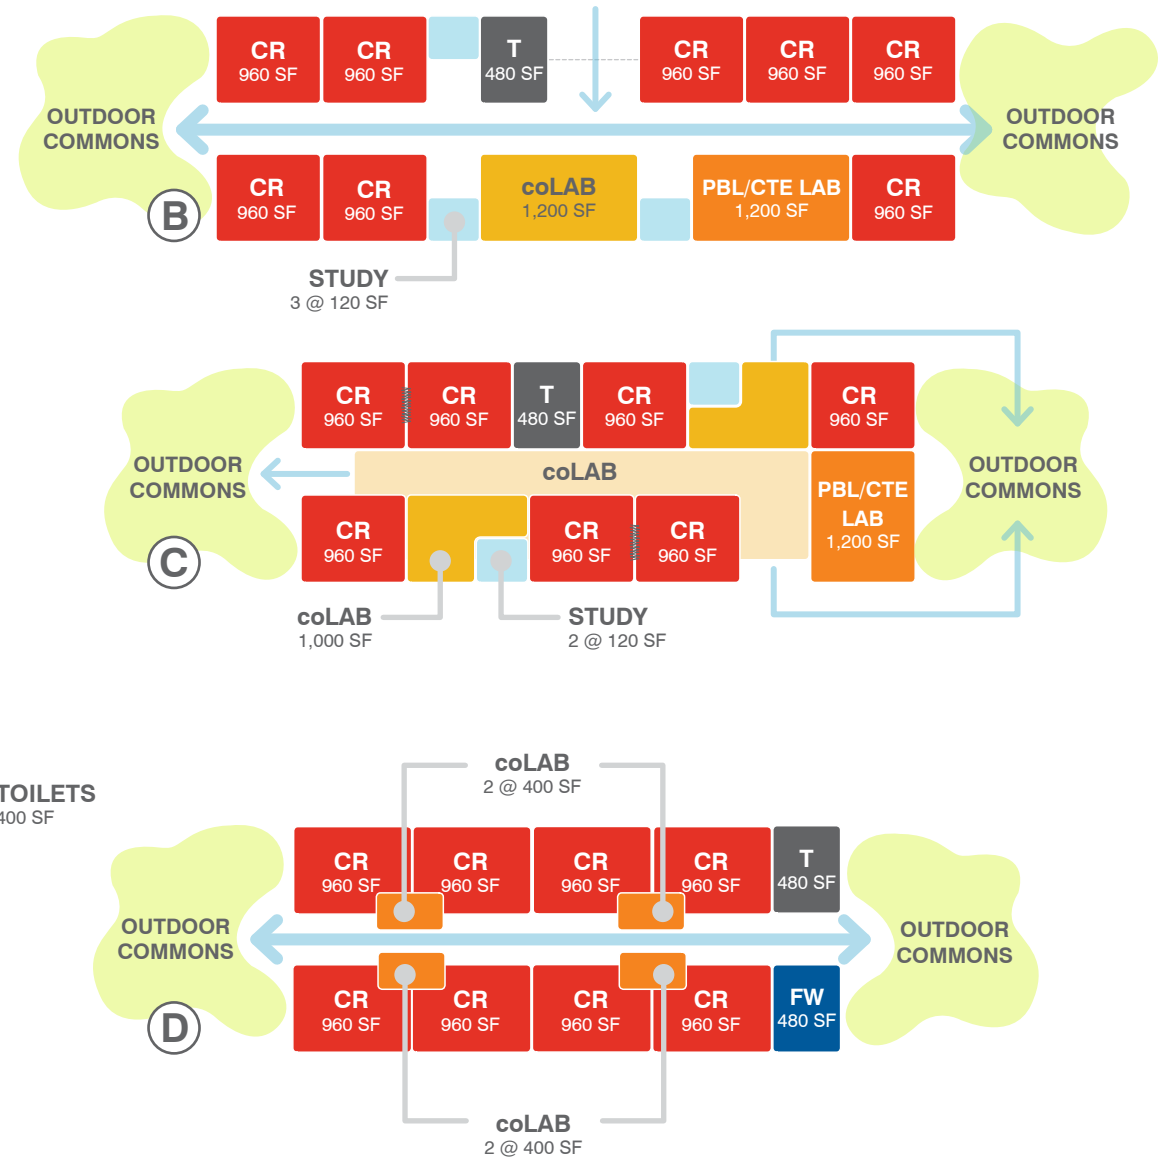 CR
960 SF
CR
960 SF
T
480 SF
CR
960 SF
CR
960 SF
CR
960 SF
OUTDOOR
COMMONS
OUTDOOR
COMMONS
B
CR
960 SF
CR
960 SF
coLAB
1,200 SF
PBL/CTE LAB
1,200 SF
CR
960 SF
STUDY
3 @ 120 SF
CR
960 SF
CR
960 SF
T
480 SF
CR
960 SF
CR
960 SF
OUTDOOR
COMMONS
coLAB
OUTDOOR
COMMONS
PBL/CTE
LAB
1,200 SF
C
CR
960 SF
CR
960 SF
CR
960 SF
coLAB
1,000 SF
STUDY
2 @ 120 SF
coLAB
2 @ 400 SF
TOILETS
400 SF
CR
960 SF
CR
960 SF
CR
960 SF
CR
960 SF
T
480 SF
OUTDOOR
COMMONS
OUTDOOR
COMMONS
D
CR
960 SF
CR
960 SF
CR
960 SF
CR
960 SF
FW
480 SF
coLAB
2 @ 400 SF